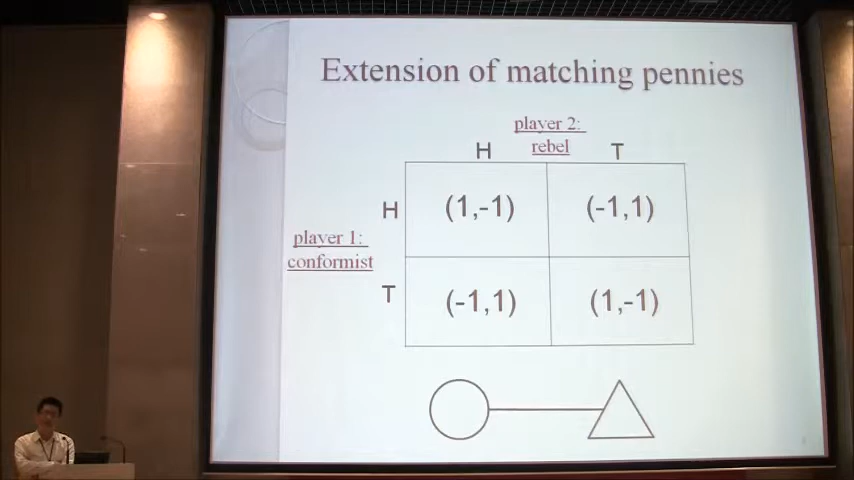 Extension of matching pennies
player 2:
rebel
H T
H (1,-1) (-1,1)
player 1:
conformist
T (-1,1) (1,-1)